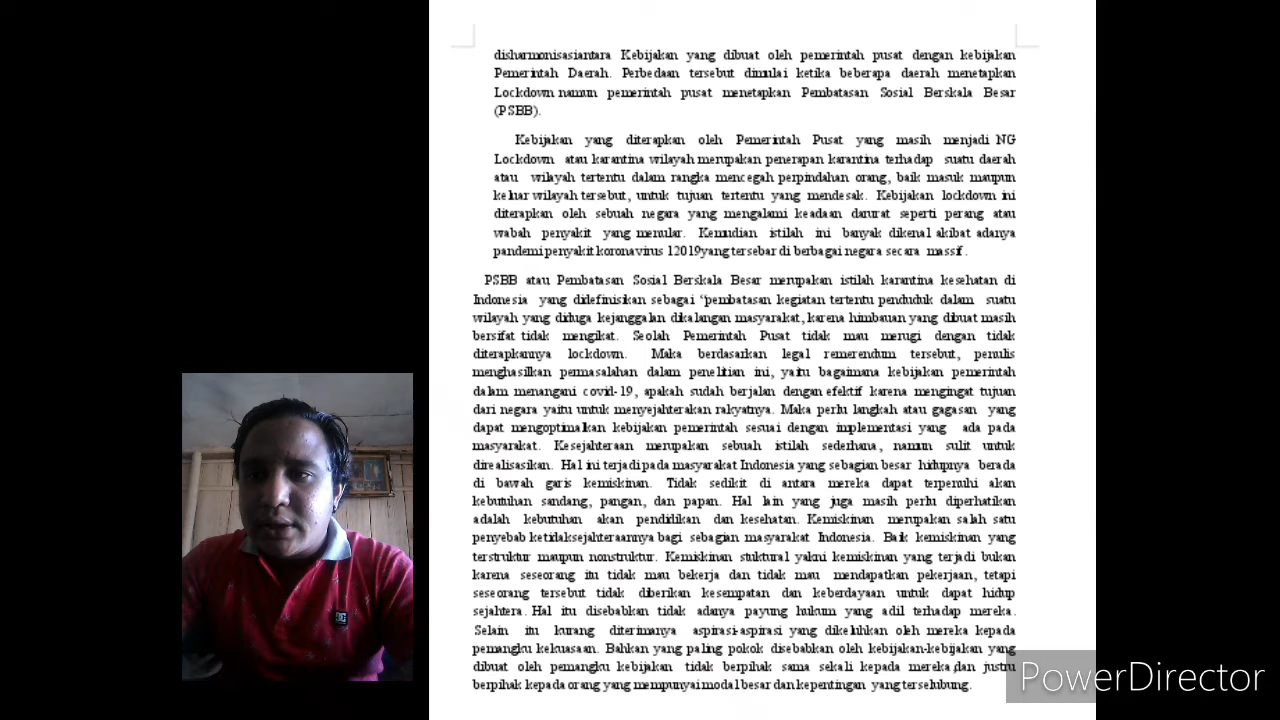 disharmonisasiantara Kebijakan yang dibuat oleh pemerintah pusat dengan kebijakan
Pemerintah Daerah. Perbedaan tersebut dimulai ketika beberapa daerah menetapkan
Lockdown namun pemerintah pusat menetapkan Pembatasan Sosial Berskala Besar
(PSBB).
Kebijakan yang diterapkan oleh Pemerintah Pusat yang masih menjadi NG
Lockdown atau karantina wilayah merupakan penerapan karantina terhadap suatu daerah
atau wilayah tertentu dalam rangka mencegah perpindahan orang, baik masuk maupun
keluar wilayah tersebut, untuk tujuan tertentu yang mendesak. Kebijakan lockdown ini
diterapkan oleh sebuah negara yang mengalami keadaan darurat seperti perang atau
wabah penyakit yang menular. Kemudian istilah ini banyak dikenal akibat adanya
pandemi penyakit koronavirus 12019yang tersebar di berbagai negara secara massif.
PSBB atau Pembatasan Sosial Berskala Besar merupakan istilah karantina kesehatan di
Indonesia yang didefinisikan sebagai “pembatasan kegiatan tertentu penduduk dalam suatu
wilayah yang diduga kejanggalan dikalangan masyarakat, karena himbauan yang dibuat masih
bersifat tidak mengikat. Seolah Pemerintah Pusat tidak mau merugi dengan tidak
diterapkannya lockdown. Maka berdasarkan legal remerendum tersebut, penulis
menghasilkan permasalahan dalam penelitian ini, yaitu bagaimana kebijakan pemerintah
dalam menangani covid-19, apakah sudah berjalan dengan efektif karena mengingat tujuan
dari negara yaitu untuk menyejahterakan rakyatnya. Maka perlu langkah atau gagasan yang
dapat mengoptimalkan kebijakan pemerintah sesuai dengan implementasi yang ada pada
masyarakat. Kesejahteraan merupakan sebuah istilah sederhana, namun sulit untuk
direalisasikan. Hal ini terjadi pada masyarakat Indonesia yang sebagian besar hidupnya berada
di bawah garis kemiskinan. Tidak sedikit di antara mereka dapat terpenuhi akan
kebutuhan sandang, pangan, dan papan. Hal lain yang juga masih perlu diperhatikan
adalah kebutuhan akan pendidikan dan kesehatan. Kemiskinan merupakan salah satu
penyebab ketidaksejahteraannya bagi sebagian masyarakat Indonesia. Baik kemiskinan yang
terstruktur maupun nonstruktur. Kemiskinan stuktural yakni kemiskinan yang terjadi bukan
karena seseorang itu tidak mau bekerja dan tidak mau mendapatkan pekerjaan, tetapi
seseorang tersebut tidak diberikan kesempatan dan keberdayaan untuk dapat hidup
sejahtera. Hal itu disebabkan tidak adanya payung hukum yang adil terhadap mereka.
Selain itu kurang diterimanya aspirasi-aspirasi yang dikeluhkan oleh mereka kepada
pemangku kekuasaan. Bahkan yang paling pokok disebabkan oleh kebijakan-kebijakan yang
dibuat oleh pemangku kebijakan tidak berpihak sama sekali kepada mereka,dan justru
berpihak kepada orang yang mempunyai modal besar dan kepentingan yang terselubung.
PowerDirector